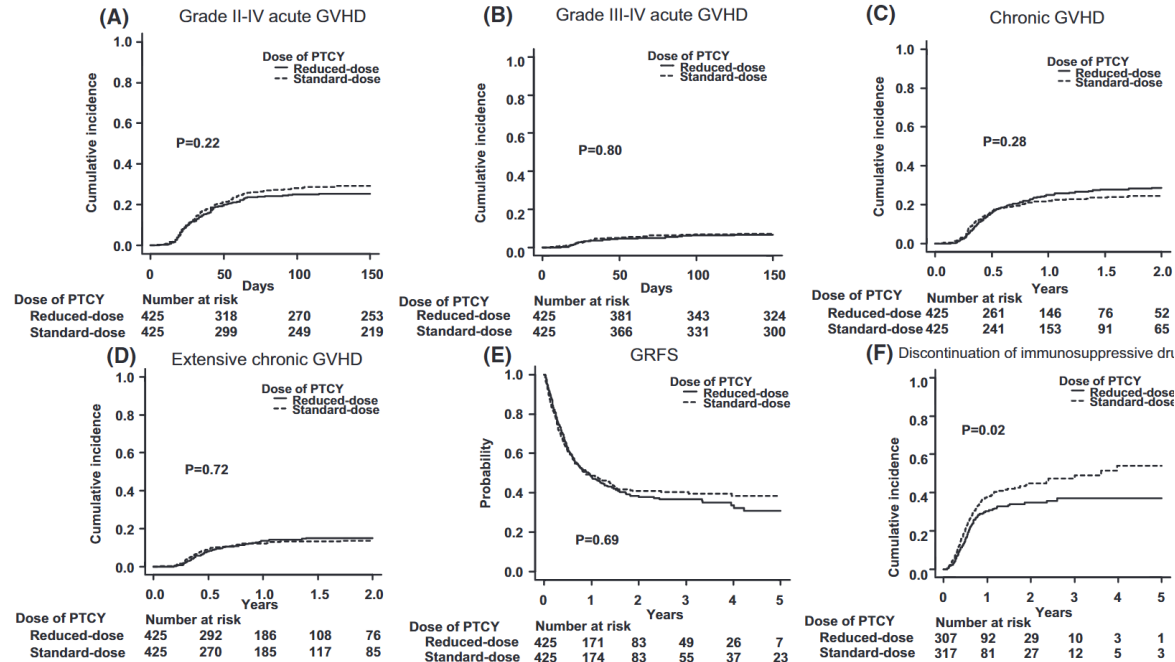 (A) Grade II-IV acute GVHD
Cumulative incidence
1.0
0.8
0.6
0.4
0.2
0.0
Dose of PTCY
Reduced-dose
Standard-dose
P=0.22
0 50 100 150
Days
Dose of PTCY Number at risk
Reduced-dose 425 318 270 253
Standard-dose 425 299 249 219
(B) Grade III-IV acute GVHD
Cumulative incidence
1.0
0.8
0.6
0.4
0.2
0.0
Dose of PTCY
Reduced-dose
Standard-dose
P=0.80
0 50 100 150
Days
Dose of PTCY Number at risk
Reduced-dose 425 381 343 324
Standard-dose 425 366 331 300
(C) Chronic GVHD
Cumulative incidence
1.0
0.8
0.6
0.4
0.2
0.0
Dose of PTCY
Reduced-dose
Standard-dose
P=0.28
0.0 0.5 1.0 1.5 2.0
Years
Dose of PTCY Number at risk
Reduced-dose 425 261 146 76 52
Standard-dose 425 241 153 91 65
(D) Extensive chronic GVHD
Cumulative incidence
1.0
0.8
0.6
0.4
0.2
0.0
Dose of PTCY
Reduced-dose
Standard-dose
P=0.72
0.0 0.5 1.0 1.5 2.0
Years
Dose of PTCY Number at risk
Reduced-dose 425 292 186 108 76
Standard-dose 425 270 185 117 85
(E) GRFS
Probability
1.0
0.8
0.6
0.4
0.2
0.0
Dose of PTCY
Reduced-dose
Standard-dose
P=0.69
0 1 2 3 4 5
Years
Dose of PTCY Number at risk
Reduced-dose 425 171 83 49 26 7
Standard-dose 425 174 83 55 37 23
(F) Discontinuation of immunosuppressive dru
Cumulative incidence
1.0
0.8
0.6
0.4
0.2
0.0
Dose of PTCY
Reduced-dose
Standard-dose
P=0.02
0 1 2 3 4 5
Years
Dose of PTCY Number at risk
Reduced-dose 307 92 29 10 3 1
Standard-dose 317 81 27 12 5 3